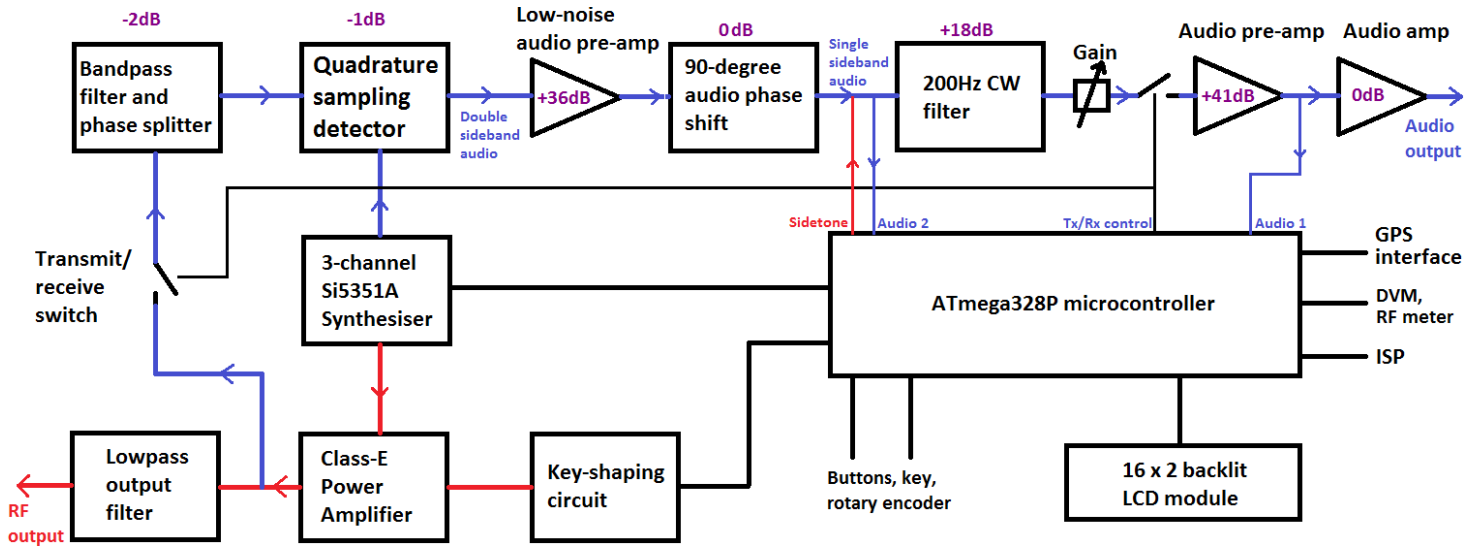 -2dB
-1dB
Low-noise
audio pre-amp
0dB
+18dB
Audio pre-amp
Audio amp
Bandpass
filter and
phase splitter
Quadrature
sampling
detector
Double
sideband
audio
+36dB
90-degree
audio phase
shift
Single
sideband
audio
200Hz CW
filter
Gain
+41dB
0dB
Audio
output
Sidetone
Audio 2
Tx/Rx control
Audio 1
Transmit/
receive
switch
3-channel
Si5351A
Synthesiser
ATmega328P microcontroller
GPS
interface
DVM,
RF meter
ISP
Lowpass
output
filter
RF
output
Class-E
Power
Amplifier
Key-shaping
circuit
Buttons, key,
rotary encoder
16 x 2 backlit
LCD module